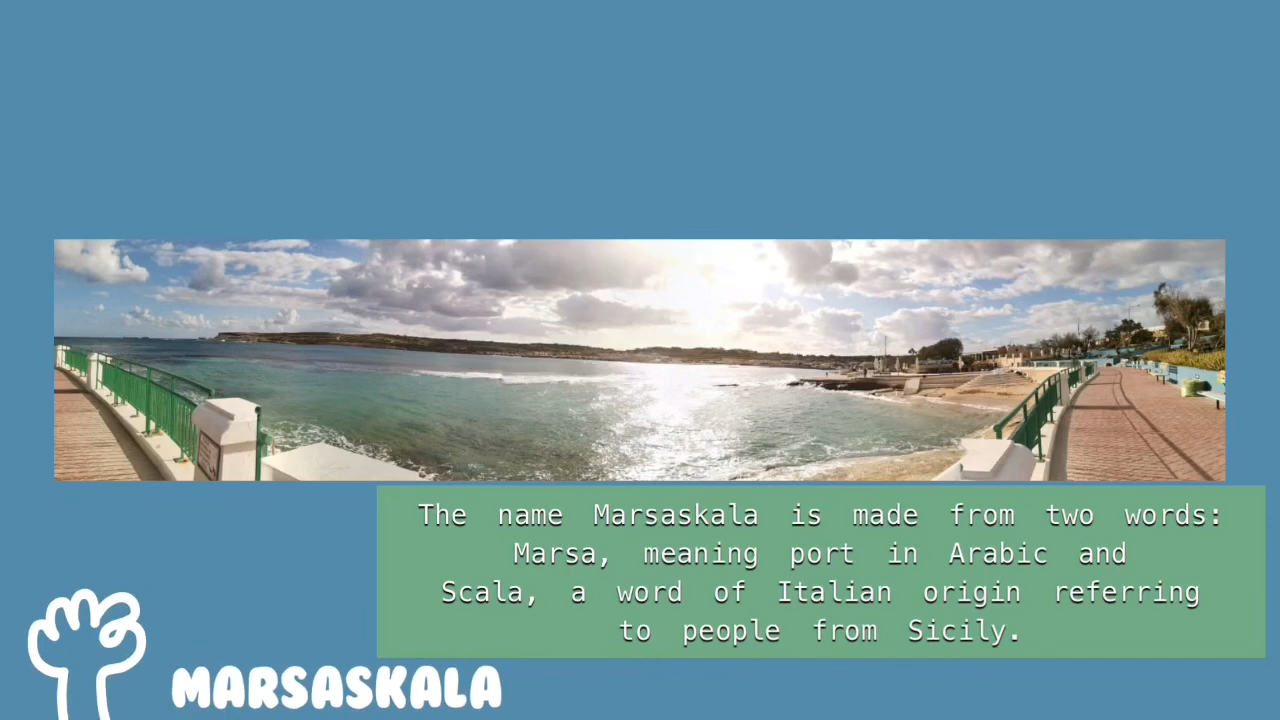 The name Marsaskala is made from two words:
Marsa, meaning port in Arabic and
Scala, a word of Italian origin referring
to people from Sicily.
MARSASKALA